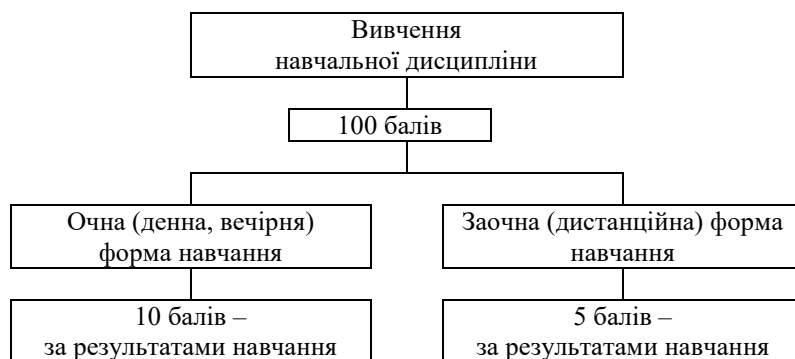 Вивчення
навчальної дисципліни
100 балів
Очна (денна, вечірня)
форма навчання
Заочна (дистанційна) форма
навчання
10 балів –
за результатами навчання
5 балів –
за результатами навчання